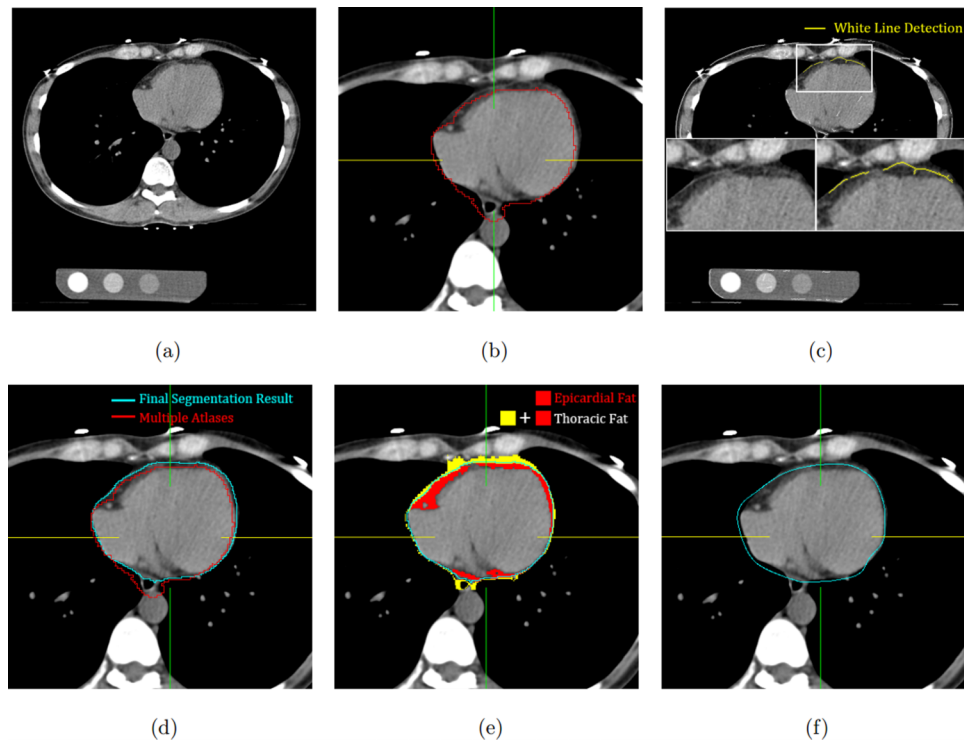 White Line Detection
(a)
(b)
(c)
Final Segmentation Result
Multiple Atlases
Epicardial Fat
+ Thoracic Fat
(d)
(e)
(f)